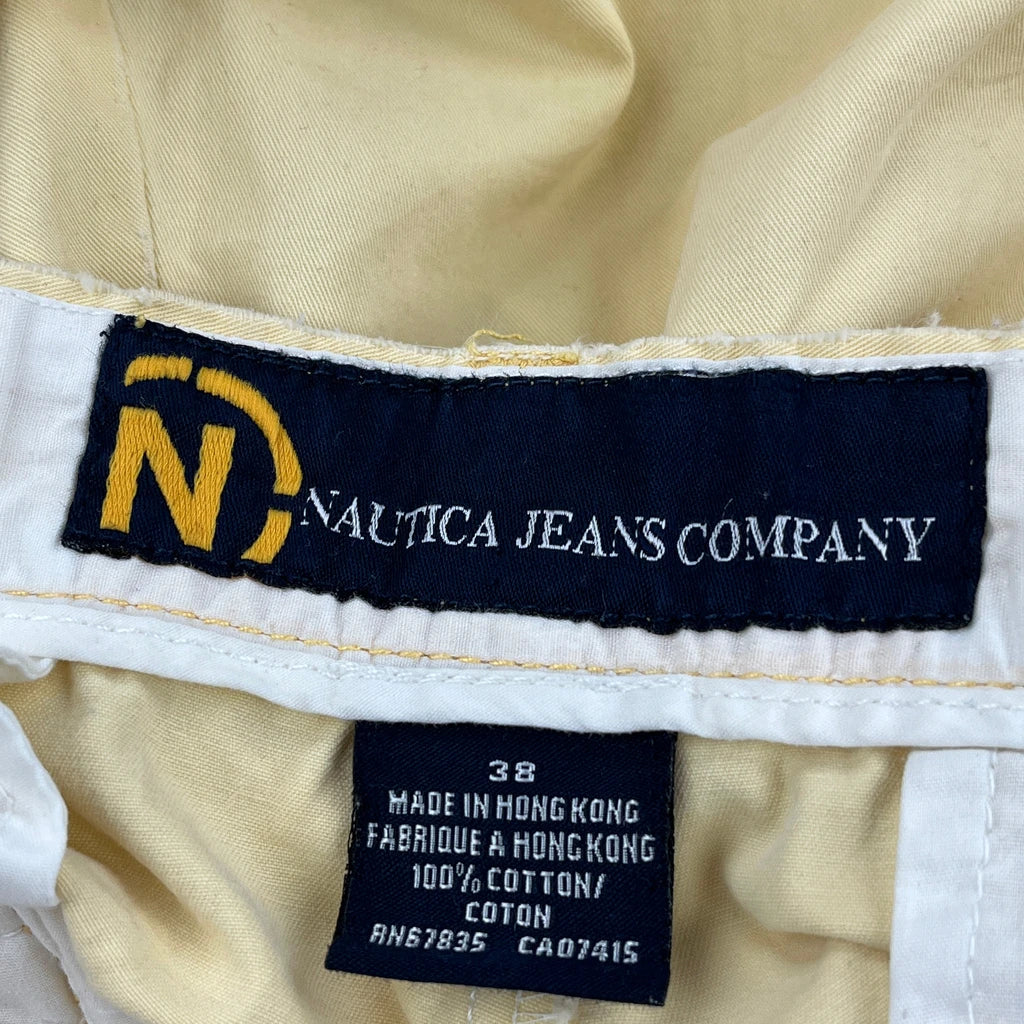 N
NAUTICA JEANS COMPANY
38
MADE IN HONG KONG
FABRIQUE A HONG KONG
100% COTTON/
COTON
RN67835 CA07415